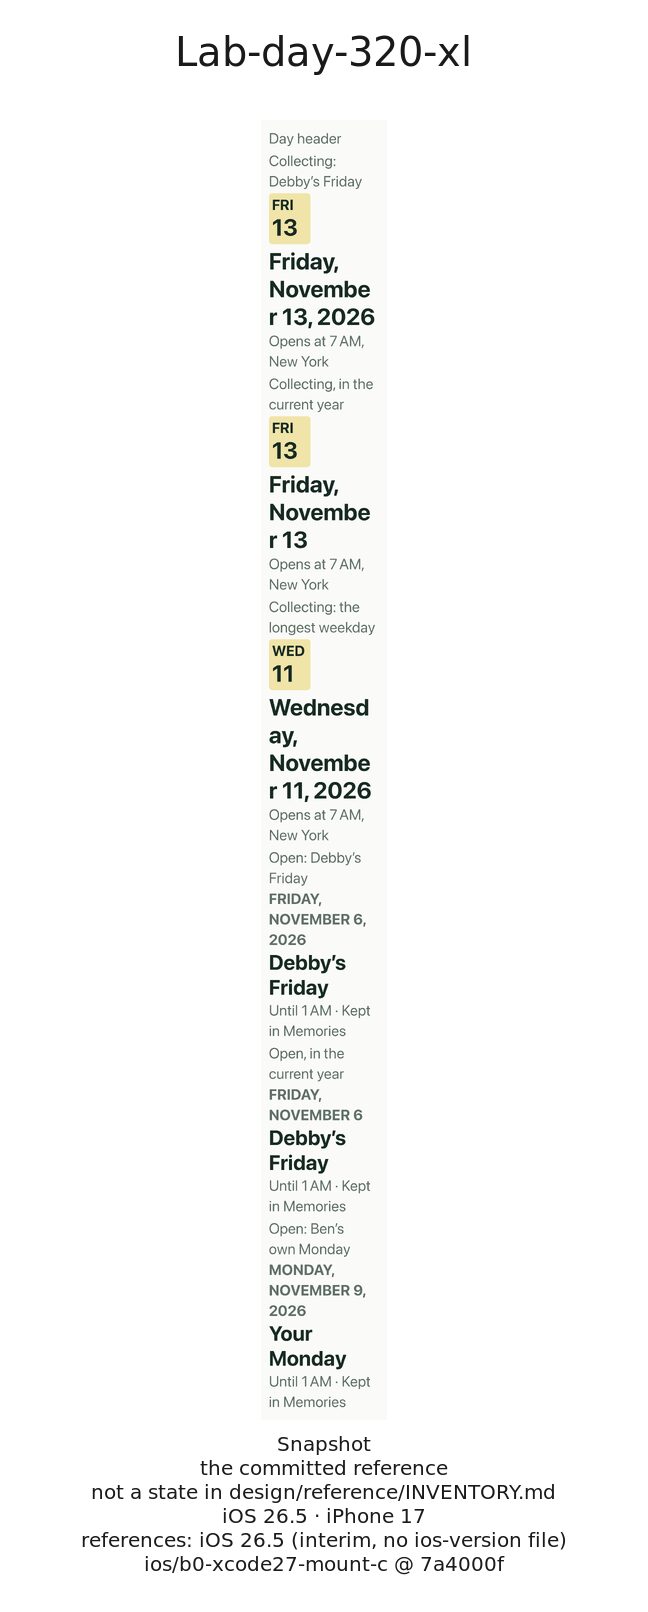 Lab-day-320-xl
Day header
Collecting:
Debby’s Friday
FRI
13
Friday,
Novembe
r 13, 2026
Opens at 7 AM,
New York
Collecting, in the
current year
FRI
13
Friday,
Novembe
r 13
Opens at 7 AM,
New York
Collecting: the
longest weekday
WED
11
Wednesd
ay,
Novembe
r 11, 2026
Opens at 7 AM,
New York
Open: Debby’s
Friday
FRIDAY,
NOVEMBER 6,
2026
Debby’s
Friday
Until 1 AM · Kept
in Memories
Open, in the
current year
FRIDAY,
NOVEMBER 6
Debby’s
Friday
Until 1 AM · Kept
in Memories
Open: Ben’s
own Monday
MONDAY,
NOVEMBER 9,
2026
Your
Monday
Until 1 AM · Kept
in Memories
Snapshot
the committed reference
not a state in design/reference/INVENTORY.md
iOS 26.5 · iPhone 17
references: iOS 26.5 (interim, no ios-version file)
ios/b0-xcode27-mount-c @ 7a4000f